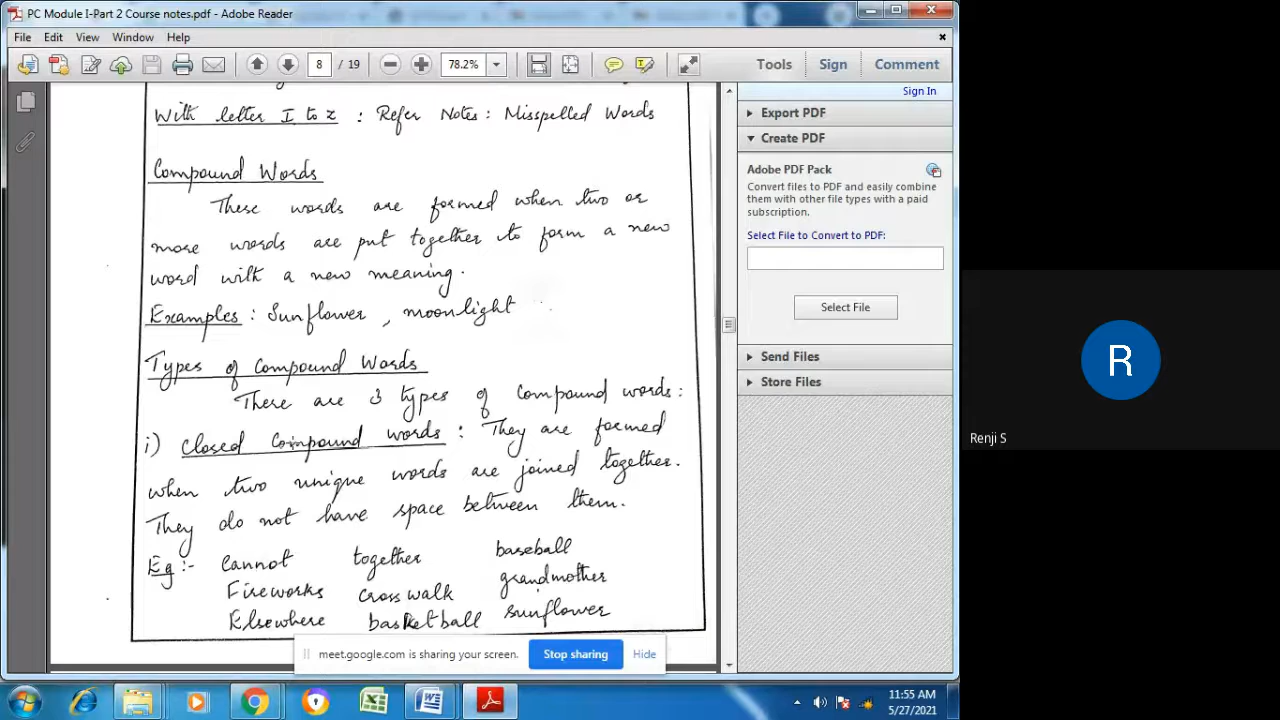 PC Module I-Part 2 Course notes.pdf - Adobe Reader
File Edit View Window Help
8 / 19 78.2% Tools Sign Comment
Sign In
Export PDF
Create PDF
Adobe PDF Pack
Convert files to PDF and easily combine
them with other file types with a paid
subscription.
Select File to Convert to PDF:
Select File
Send Files
Store Files
With letter I to Z : Refer Notes: Misspelled Words
Compound Words
These words are formed when two or
more words are put together to form a new
word with a new meaning.
Examples : Sunflower , moonlight
Types of Compound Words
There are 3 types of compound words:
i) Closed Compound words : They are formed
when two unique words are joined together.
They do not have space between them.
Eg:- Cannot together baseball
Fireworks crosswalk grandmother
Elsewhere basketball sunflower
meet.google.com is sharing your screen. Stop sharing Hide
R
Renji S
11:55 AM
5/27/2021